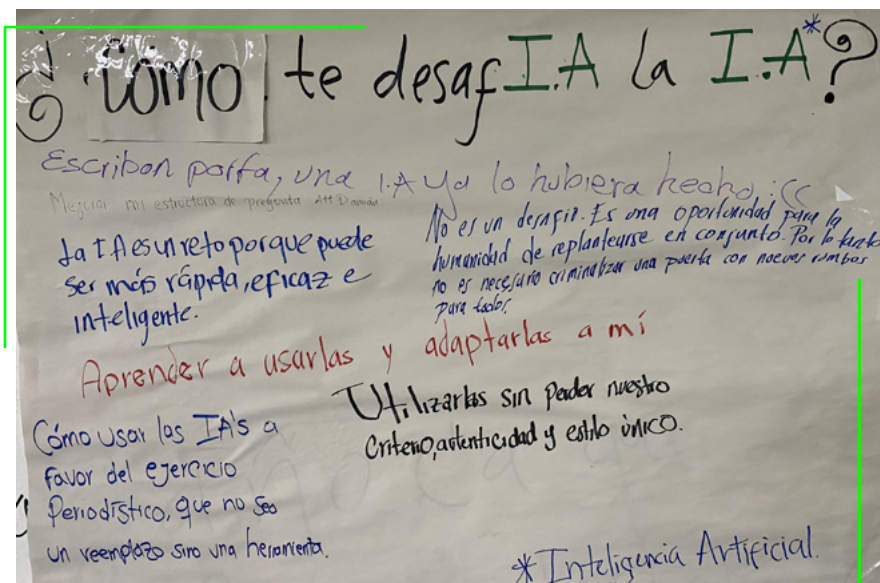 ¿Cómo te desafI.A la I.A*?
Escriban porfa, una I.A ya lo hubiera hecho :((
Mejorar mi estructura de pregunta Att Damián
La IA es un reto porque puede
ser más rápida, eficaz e
inteligente.
No es un desafío. Es una oportunidad para la
humanidad de replantearse en conjunto. Por lo tanto
no es necesario criminalizar una puerta con nuevos rumbos
para todos.
Aprender a usarlas y adaptarlas a mí
Utilizarlas sin perder nuestro
criterio, autenticidad y estilo único.
Cómo usar las IA's a
favor del ejercicio
Periodístico, que no sea
un reemplazo sino una herramienta.
*Inteligencia Artificial.